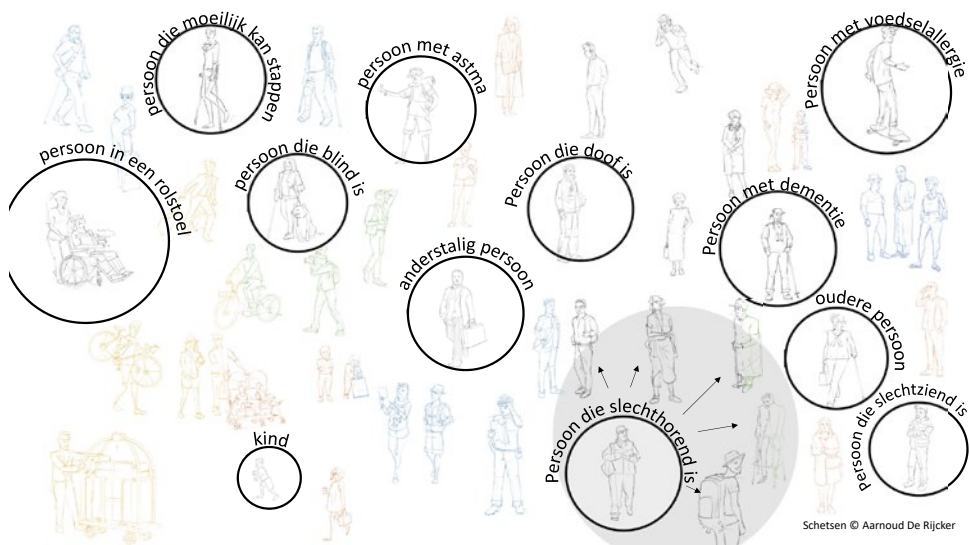 persoon die moeilijk kan stappen
persoon met astma
Persoon met voedselallergie
persoon in een rolstoel
persoon die blind is
Persoon die doof is
Persoon met dementie
anderstalig persoon
oudere persoon
Persoon die slechtziend is
Persoon die slechthorend is
kind
Schetsen © Aarnoud De Rijcker